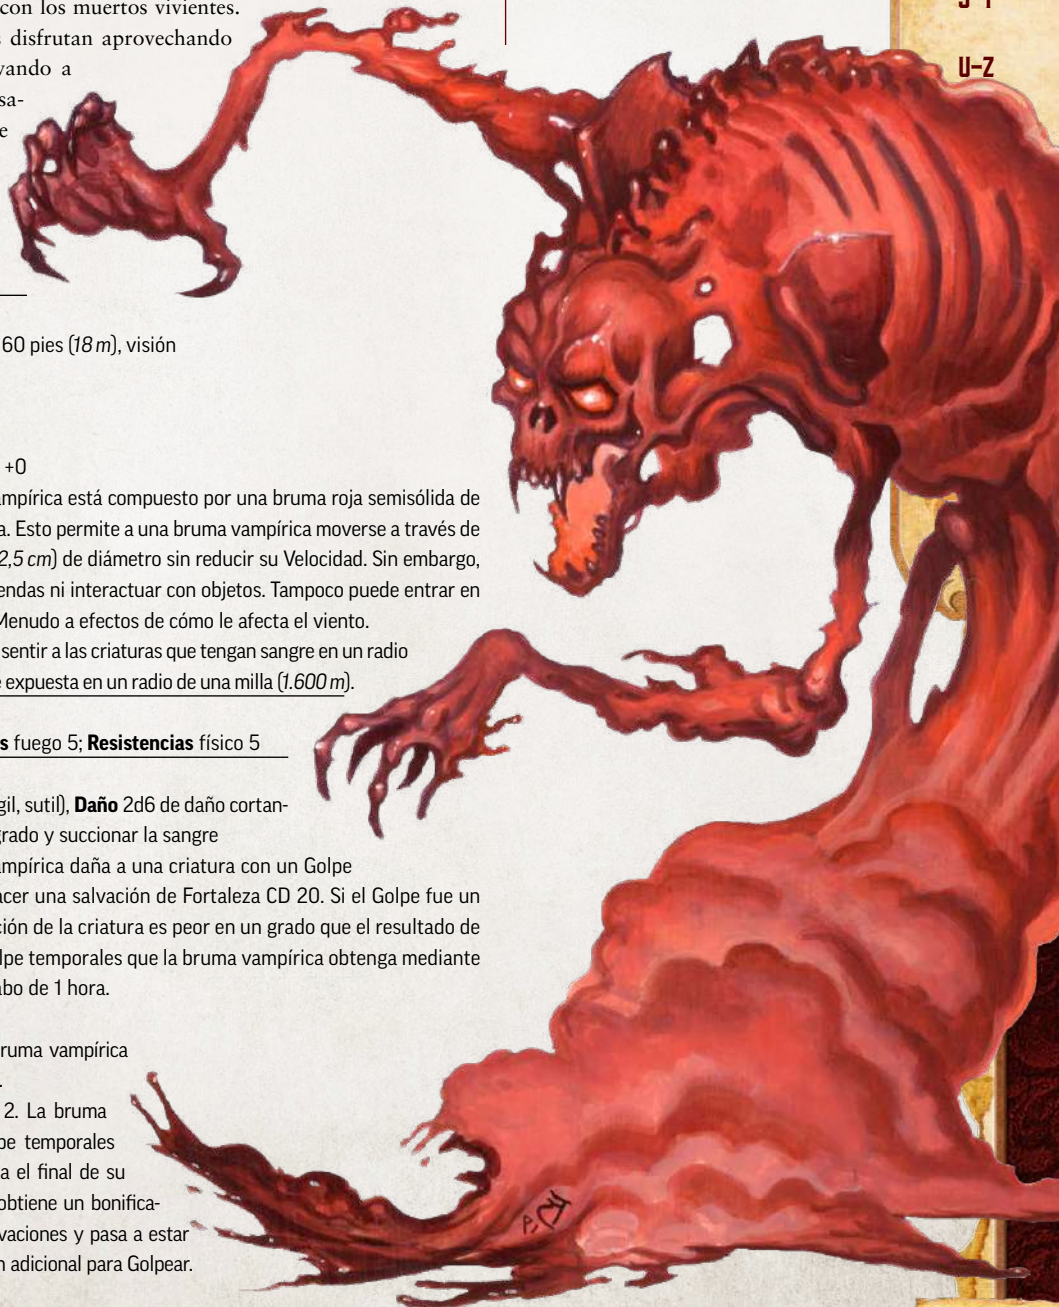 con los muertos vivientes.
disfrutan aprovechando
vando a
sa-
e
U–Z
60 pies (18 m), visión
+0
ampírica está compuesto por una bruma roja semisólida de
a. Esto permite a una bruma vampírica moverse a través de
2,5 cm) de diámetro sin reducir su Velocidad. Sin embargo,
endas ni interactuar con objetos. Tampoco puede entrar en
Menudo a efectos de cómo le afecta el viento.
sentir a las criaturas que tengan sangre en un radio
e expuesta en un radio de una milla (1.600 m).
s fuego 5; Resistencias físico 5
gil, sutil), Daño 2d6 de daño cortan-
grado y succionar la sangre
ampírica daña a una criatura con un Golpe
acer una salvación de Fortaleza CD 20. Si el Golpe fue un
ción de la criatura es peor en un grado que el resultado de
lpe temporales que la bruma vampírica obtenga mediante
abo de 1 hora.
ruma vampírica
.
2. La bruma
pe temporales
a el final de su
obtiene un bonifica-
vaciones y pasa a estar
n adicional para Golpear.